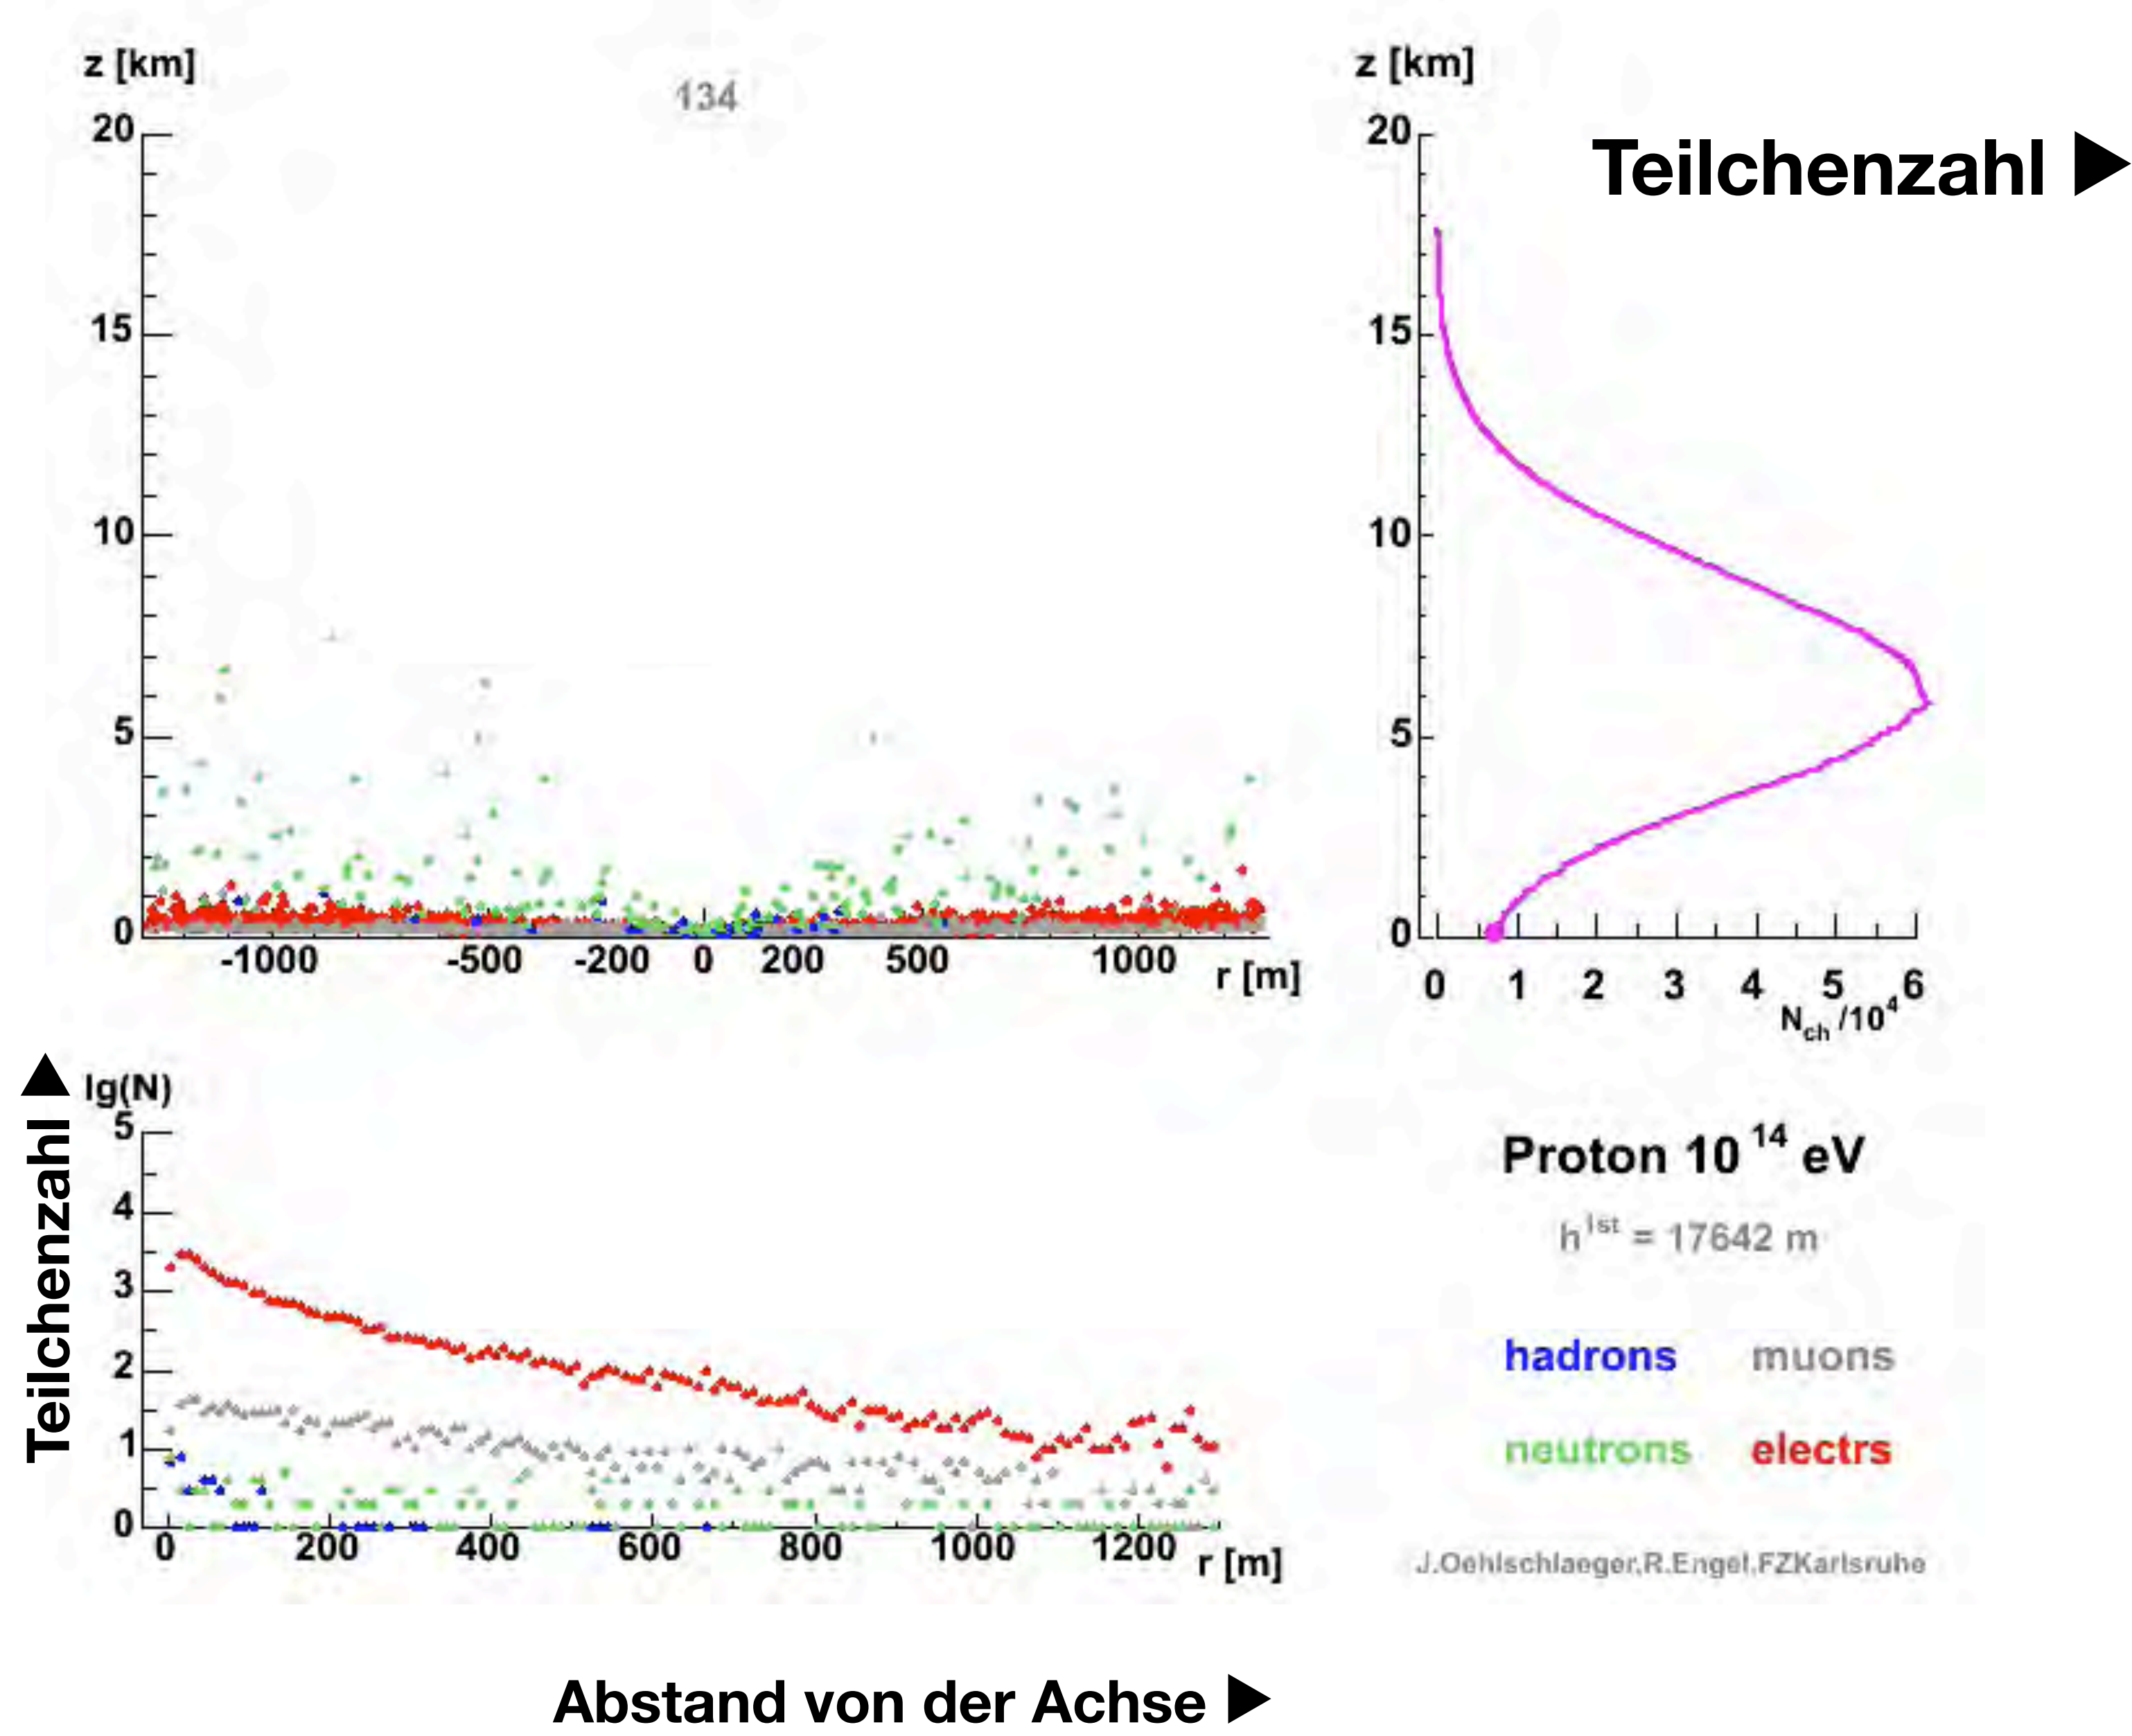 z [km]
134
20
15
10
5
0
-1000 -500 -200 0 200 500 1000
r [m]
z [km]
20
15
10
5
0
0 1 2 3 4 5 6
N_ch /10^4
Teilchenzahl ▶
Teilchenzahl ▶
lg(N)
5
4
3
2
1
0
0 200 400 600 800 1000 1200
r [m]
Abstand von der Achse ▶
Proton 10^14 eV
h^1st = 17642 m
hadrons muons
neutrons electrs
J.Oehlschlaeger,R.Engel,FZKarlsruhe